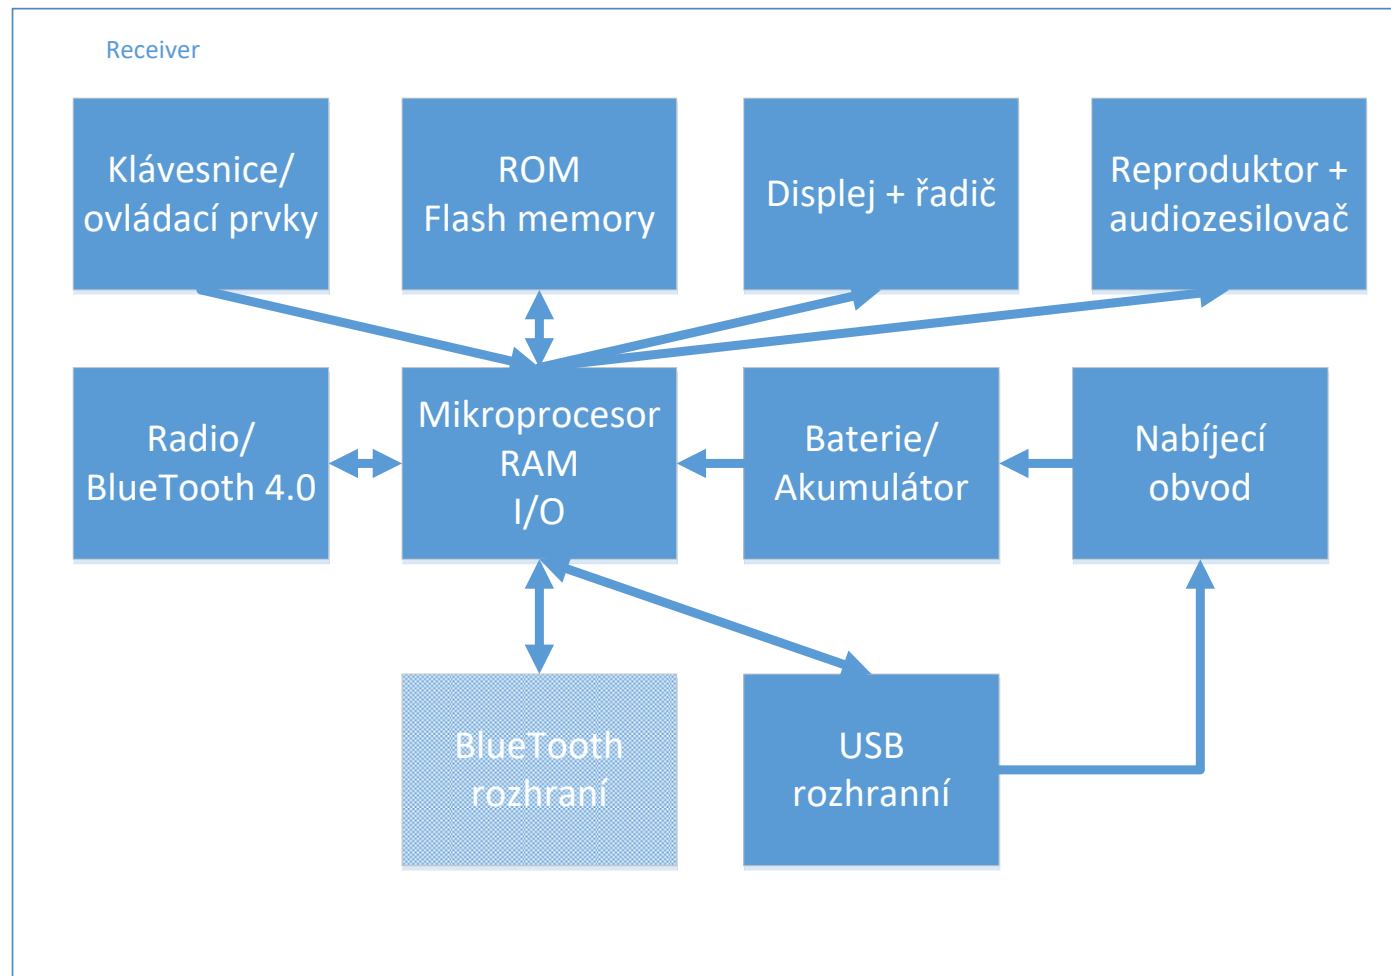 Receiver
Klávesnice/
ovládací prvky
ROM
Flash memory
Displej + řadič
Reproduktor +
audiozesilovač
Radio/
BlueTooth 4.0
Mikroprocesor
RAM
I/O
Baterie/
Akumulátor
Nabíjecí
obvod
BlueTooth
rozhraní
USB
rozhranní